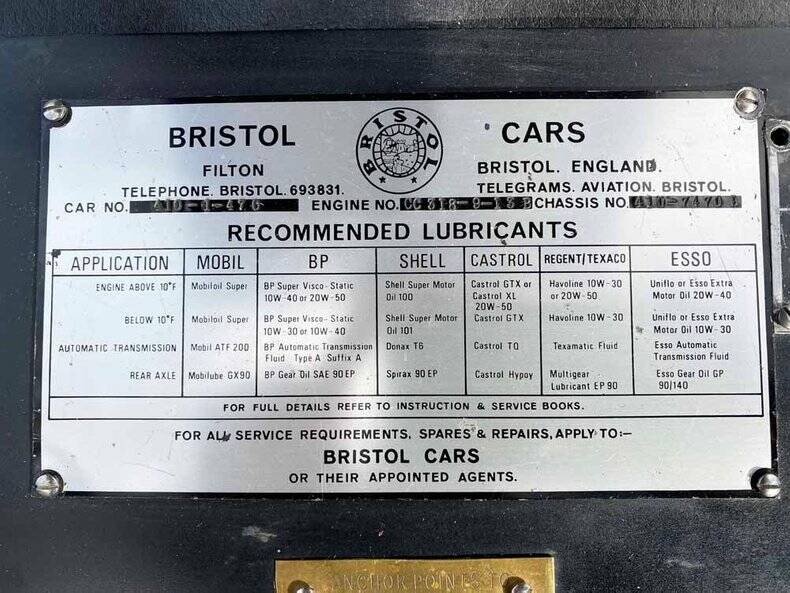 BRISTOL BRISTOL CARS
FILTON BRISTOL. ENGLAND.
TELEPHONE. BRISTOL. 693831. TELEGRAMS. AVIATION. BRISTOL.
CAR NO. ENGINE NO. CHASSIS NO.
RECOMMENDED LUBRICANTS
APPLICATION MOBIL BP SHELL CASTROL REGENT/TEXACO ESSO
ENGINE ABOVE 10°F Mobiloil Super BP Super Visco-Static Shell Super Motor Castrol GTX or Havoline 10W-30 Uniflo or Esso Extra
10W-40 or 20W-50 Oil 100 Castrol XL or 20W-50 Motor Oil 20W-40
20W-50
BELOW 10°F Mobiloil Super BP Super Visco-Static Shell Super Motor Castrol GTX Havoline 10W-30 Uniflo or Esso Extra
10W-30 or 10W-40 Oil 101 Motor Oil 10W-30
AUTOMATIC TRANSMISSION Mobil ATF 200 BP Automatic Transmission Donax T6 Castrol TQ Texamatic Fluid Esso Automatic
Fluid Type A Suffix A Transmission Fluid
REAR AXLE Mobilube GX90 BP Gear Oil SAE 90 EP Spirax 90 EP Castrol Hypoy Multigear Esso Gear Oil GP
Lubricant EP 90 90/140
FOR FULL DETAILS REFER TO INSTRUCTION & SERVICE BOOKS.
FOR ALL SERVICE REQUIREMENTS, SPARES & REPAIRS, APPLY TO:-
BRISTOL CARS
OR THEIR APPOINTED AGENTS.
ANCHOR POINTS TO